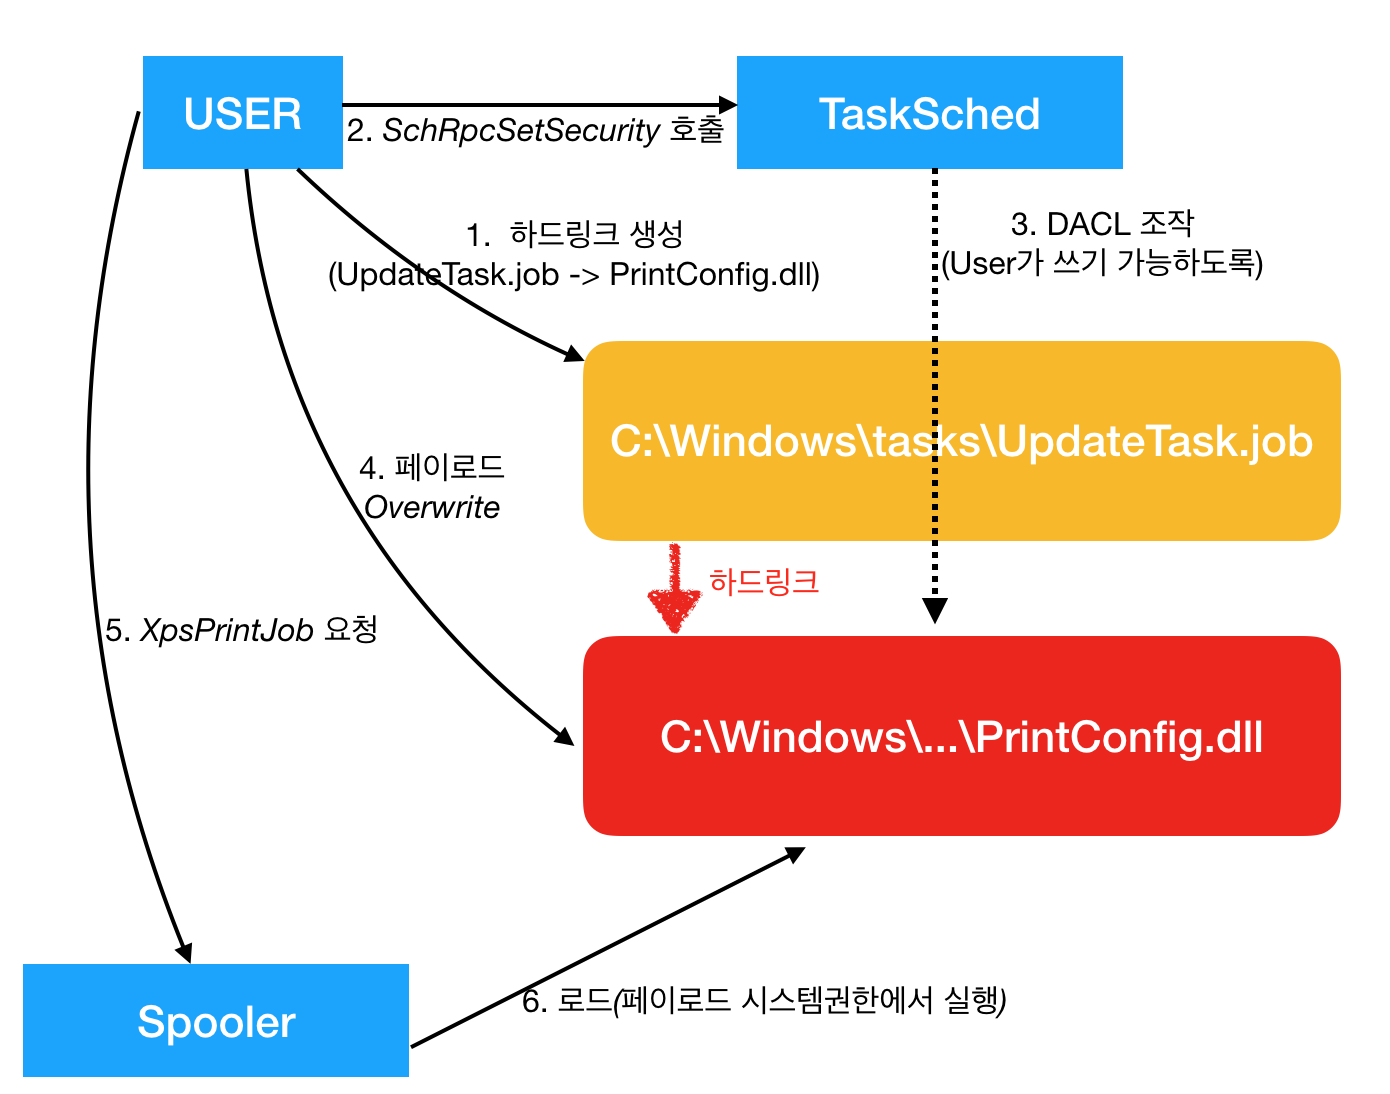 USER
TaskSched
2. SchRpcSetSecurity 호출
1. 하드링크 생성
(UpdateTask.job -> PrintConfig.dll)
3. DACL 조작
(User가 쓰기 가능하도록)
C:\Windows\tasks\UpdateTask.job
4. 페이로드
Overwrite
하드링크
5. XpsPrintJob 요청
C:\Windows\...\PrintConfig.dll
6. 로드(페이로드 시스템권한에서 실행)
Spooler